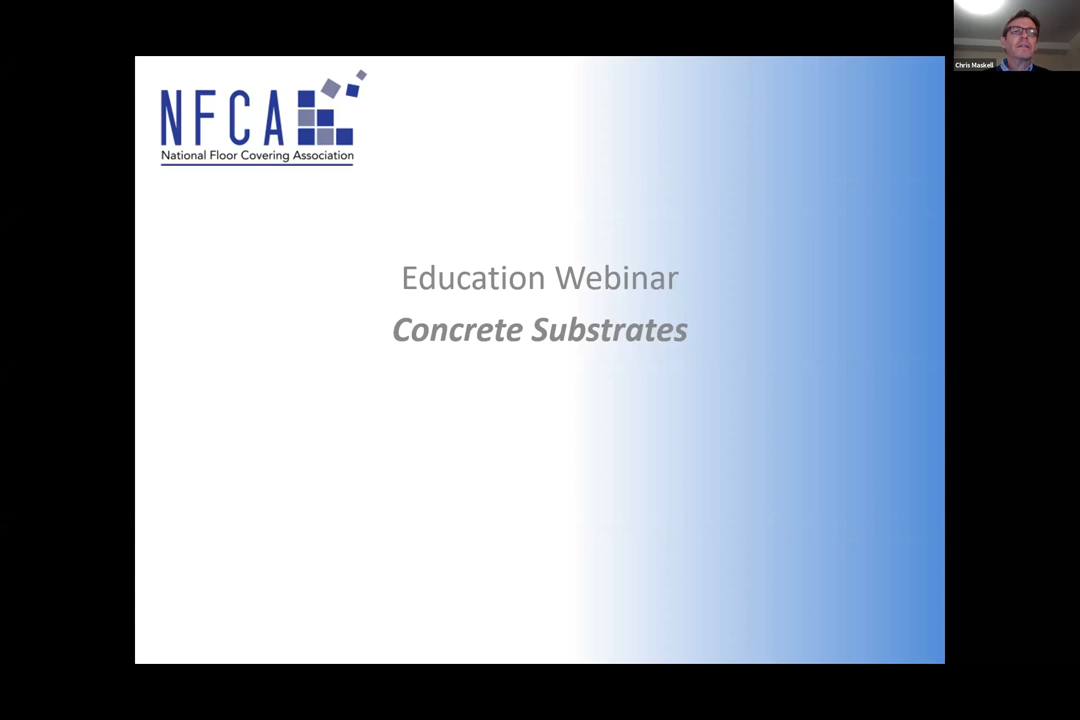 Chris Maskell
NFCA
National Floor Covering Association
Education Webinar
Concrete Substrates